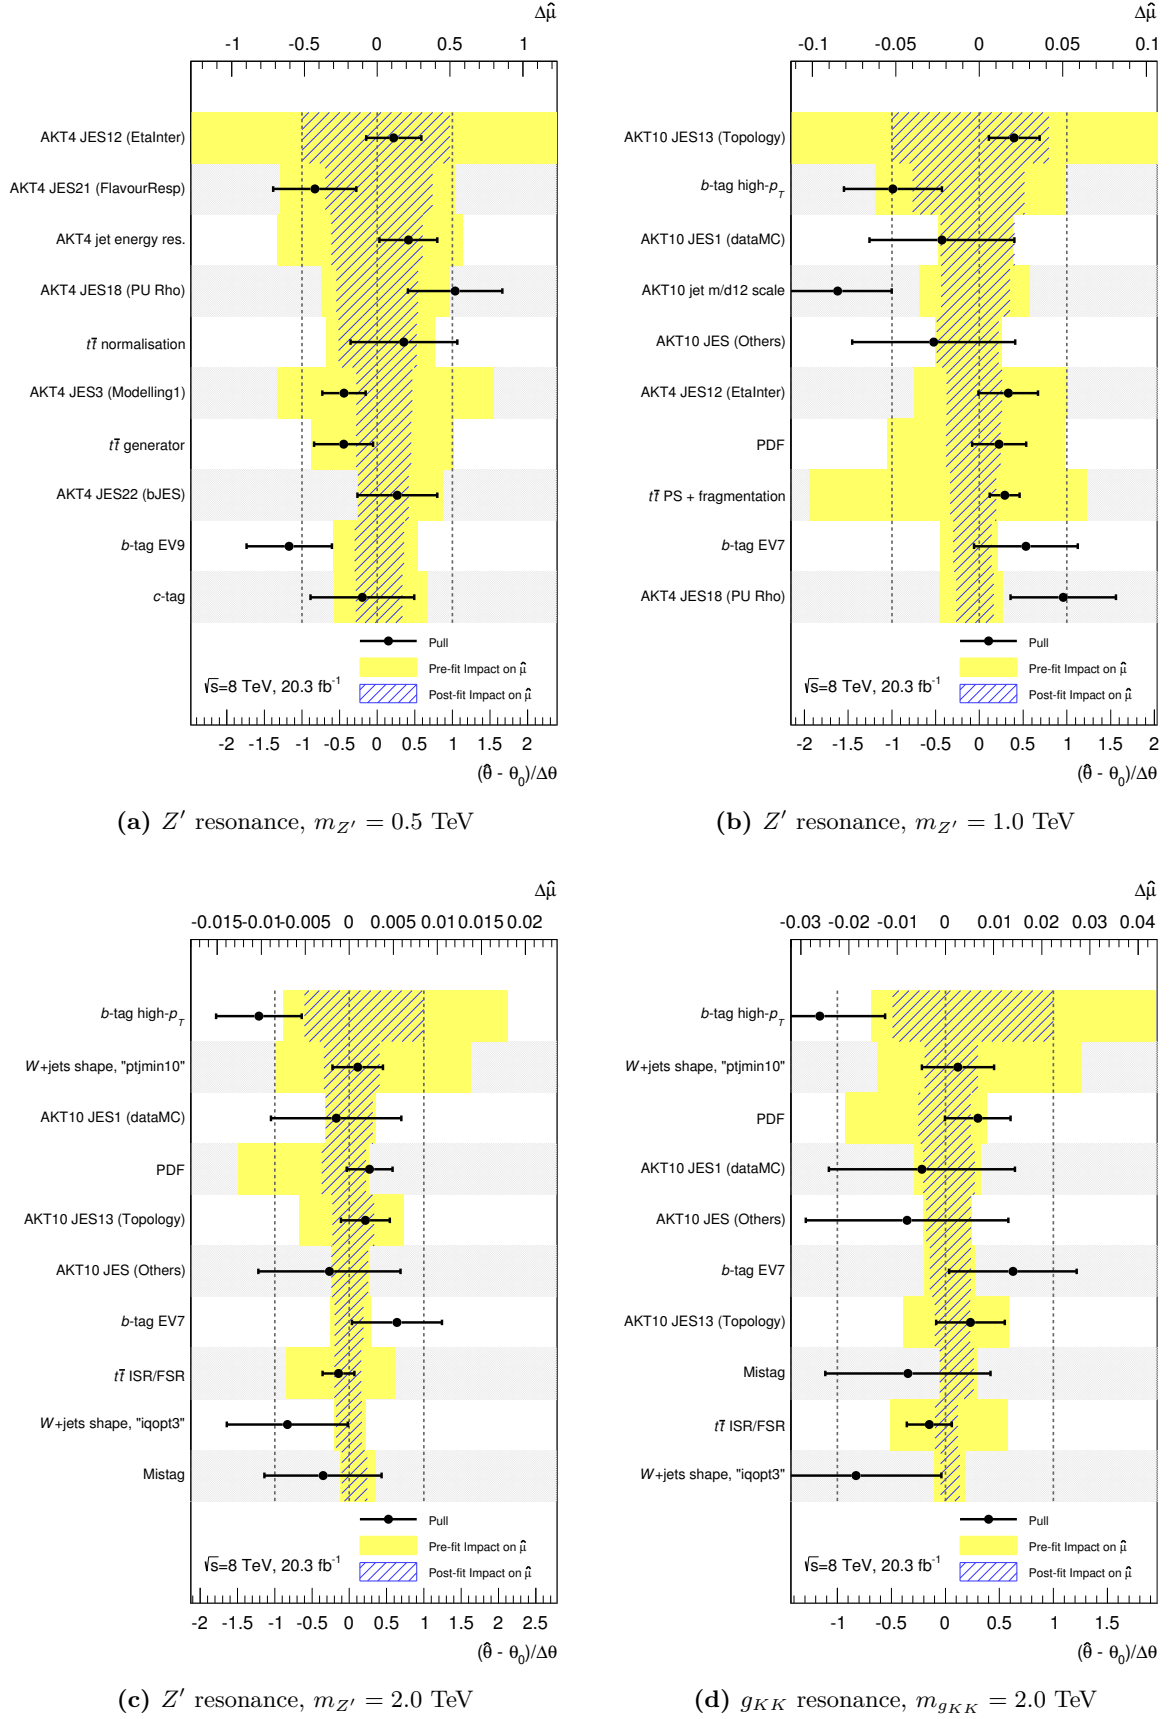 Δμ̂
-1 -0.5 0 0.5 1
AKT4 JES12 (EtaInter)
AKT4 JES21 (FlavourResp)
AKT4 jet energy res.
AKT4 JES18 (PU Rho)
tt̄ normalisation
AKT4 JES3 (Modelling1)
tt̄ generator
AKT4 JES22 (bJES)
b-tag EV9
c-tag
Pull
Pre-fit Impact on μ̂
√s=8 TeV, 20.3 fb⁻¹
Post-fit Impact on μ̂
-2 -1.5 -1 -0.5 0 0.5 1 1.5 2
(θ̂ - θ₀)/Δθ
(a) Z′ resonance, m_Z′ = 0.5 TeV
Δμ̂
-0.1 -0.05 0 0.05 0.1
AKT10 JES13 (Topology)
b-tag high-p_T
AKT10 JES1 (dataMC)
AKT10 jet m/d12 scale
AKT10 JES (Others)
AKT4 JES12 (EtaInter)
PDF
tt̄ PS + fragmentation
b-tag EV7
AKT4 JES18 (PU Rho)
Pull
Pre-fit Impact on μ̂
√s=8 TeV, 20.3 fb⁻¹
Post-fit Impact on μ̂
-2 -1.5 -1 -0.5 0 0.5 1 1.5 2
(θ̂ - θ₀)/Δθ
(b) Z′ resonance, m_Z′ = 1.0 TeV
Δμ̂
-0.015 -0.01 -0.005 0 0.005 0.01 0.015 0.02
b-tag high-p_T
W+jets shape, "ptjmin10"
AKT10 JES1 (dataMC)
PDF
AKT10 JES13 (Topology)
AKT10 JES (Others)
b-tag EV7
tt̄ ISR/FSR
W+jets shape, "iqopt3"
Mistag
Pull
Pre-fit Impact on μ̂
√s=8 TeV, 20.3 fb⁻¹
Post-fit Impact on μ̂
-2 -1.5 -1 -0.5 0 0.5 1 1.5 2 2.5
(θ̂ - θ₀)/Δθ
(c) Z′ resonance, m_Z′ = 2.0 TeV
Δμ̂
-0.03 -0.02 -0.01 0 0.01 0.02 0.03 0.04
b-tag high-p_T
W+jets shape, "ptjmin10"
PDF
AKT10 JES1 (dataMC)
AKT10 JES (Others)
b-tag EV7
AKT10 JES13 (Topology)
Mistag
tt̄ ISR/FSR
W+jets shape, "iqopt3"
Pull
Pre-fit Impact on μ̂
√s=8 TeV, 20.3 fb⁻¹
Post-fit Impact on μ̂
-1 -0.5 0 0.5 1 1.5
(θ̂ - θ₀)/Δθ
(d) g_KK resonance, m_gKK = 2.0 TeV